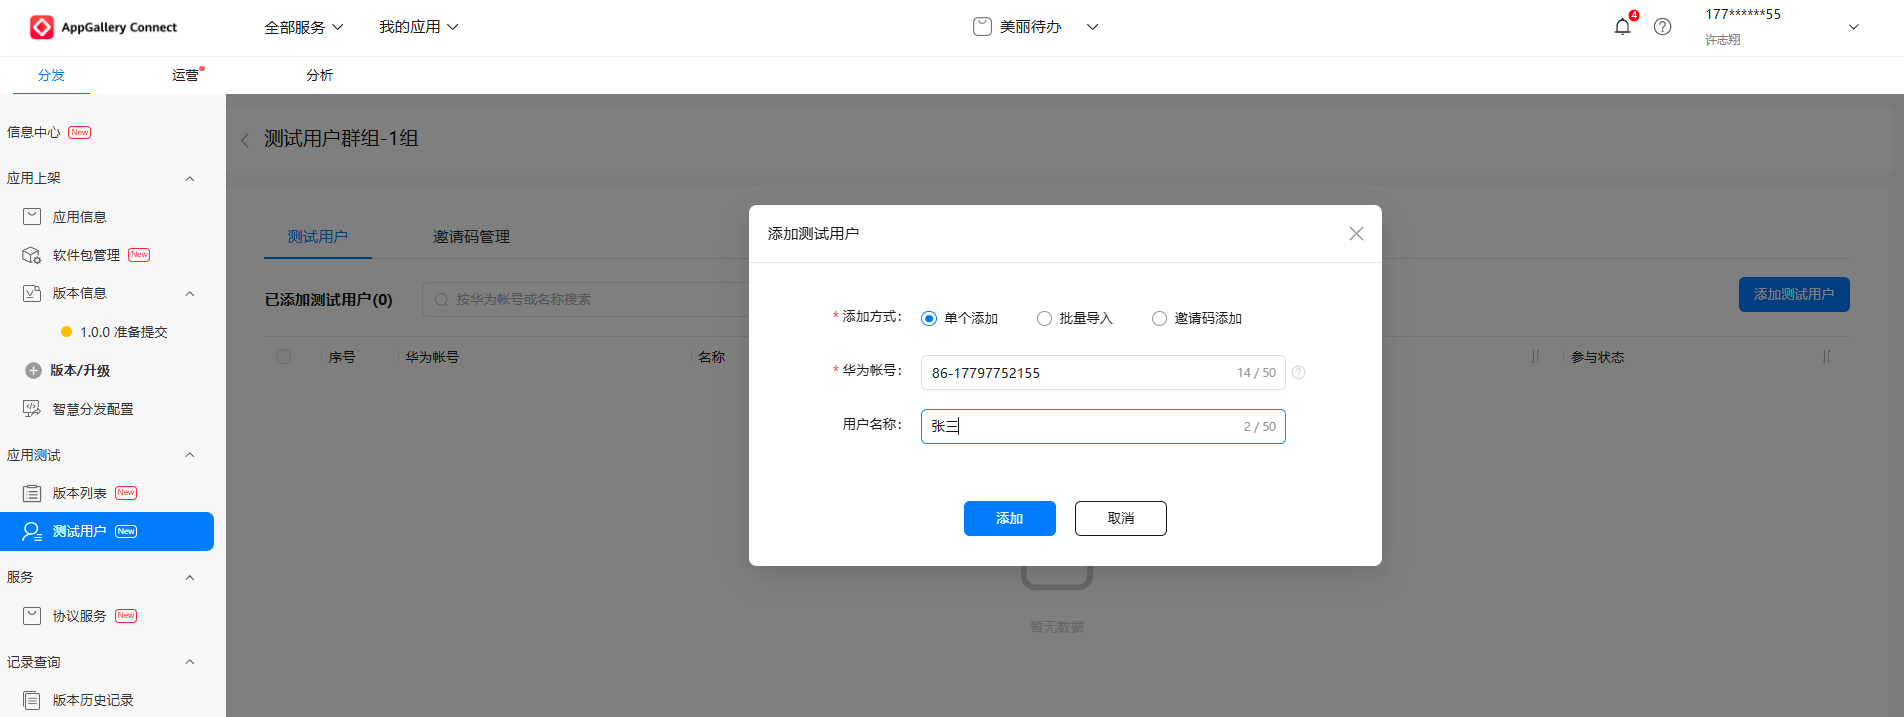 AppGallery Connect 全部服务 我的应用 美丽待办 4 177******55
许志翔
分发 运营 分析
信息中心 New
测试用户群组-1组
应用上架
应用信息
软件包管理 New
版本信息
1.0.0 准备提交
版本/升级
智慧分发配置
应用测试
版本列表 New
测试用户 New
服务
协议服务 New
记录查询
版本历史记录
测试用户 邀请码管理
已添加测试用户(0) 按华为帐号或名称搜索 添加测试用户
序号 华为帐号 名称 参与状态
添加测试用户
* 添加方式: 单个添加 批量导入 邀请码添加
* 华为帐号: 86-17797752155 14 / 50
用户名称: 张三 2 / 50
添加 取消
暂无数据